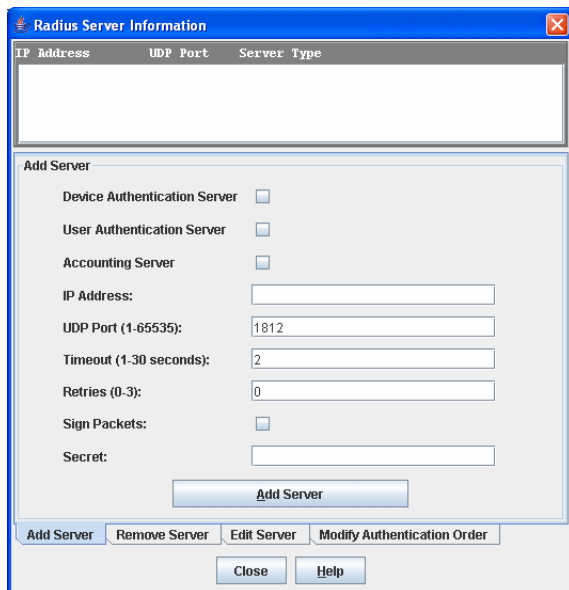 Radius Server Information
IP Address UDP Port Server Type
Add Server
Device Authentication Server
User Authentication Server
Accounting Server
IP Address:
UDP Port (1-65535): 1812
Timeout (1-30 seconds): 2
Retries (0-3): 0
Sign Packets:
Secret:
Add Server
Add Server Remove Server Edit Server Modify Authentication Order
Close Help